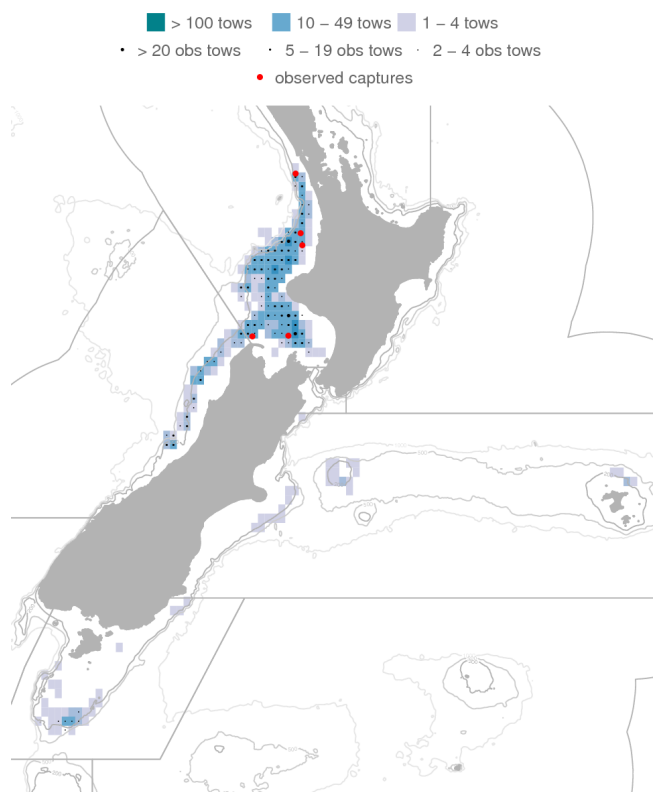 > 100 tows 10 – 49 tows 1 – 4 tows
> 20 obs tows 5 – 19 obs tows 2 – 4 obs tows
observed captures